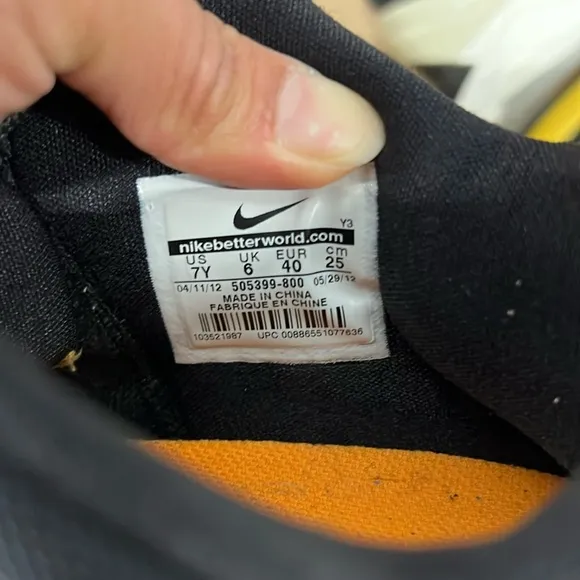 Y3
nikebetterworld.com
US UK EUR cm
7Y 6 40 25
04/11/12 505399-800 05/29/12
MADE IN CHINA
FABRIQUE EN CHINE
103521987 UPC 00886551077636